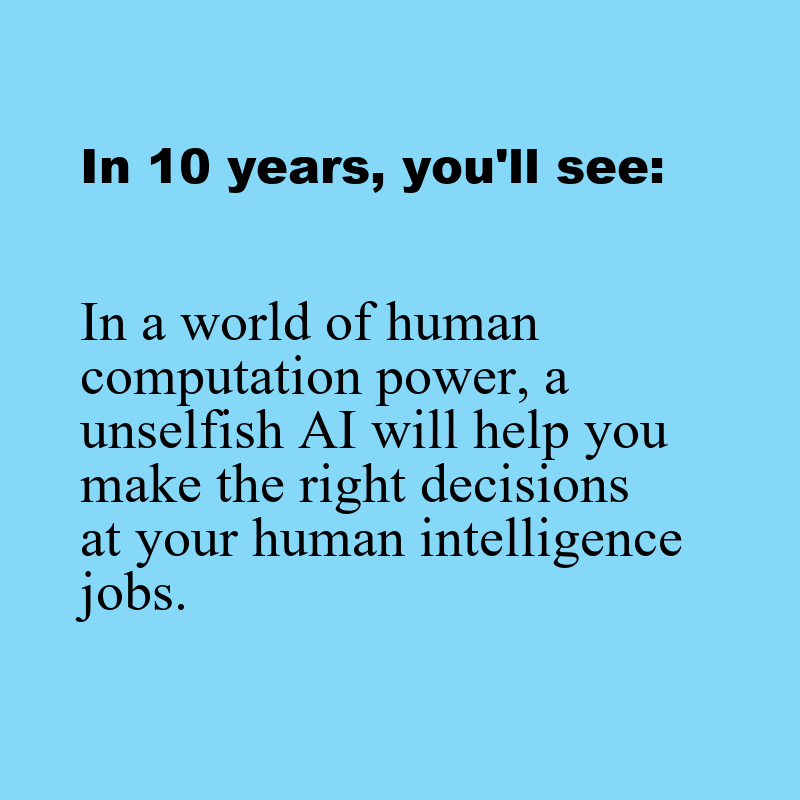 In 10 years, you'll see:
In a world of human
computation power, a
unselfish AI will help you
make the right decisions
at your human intelligence
jobs.